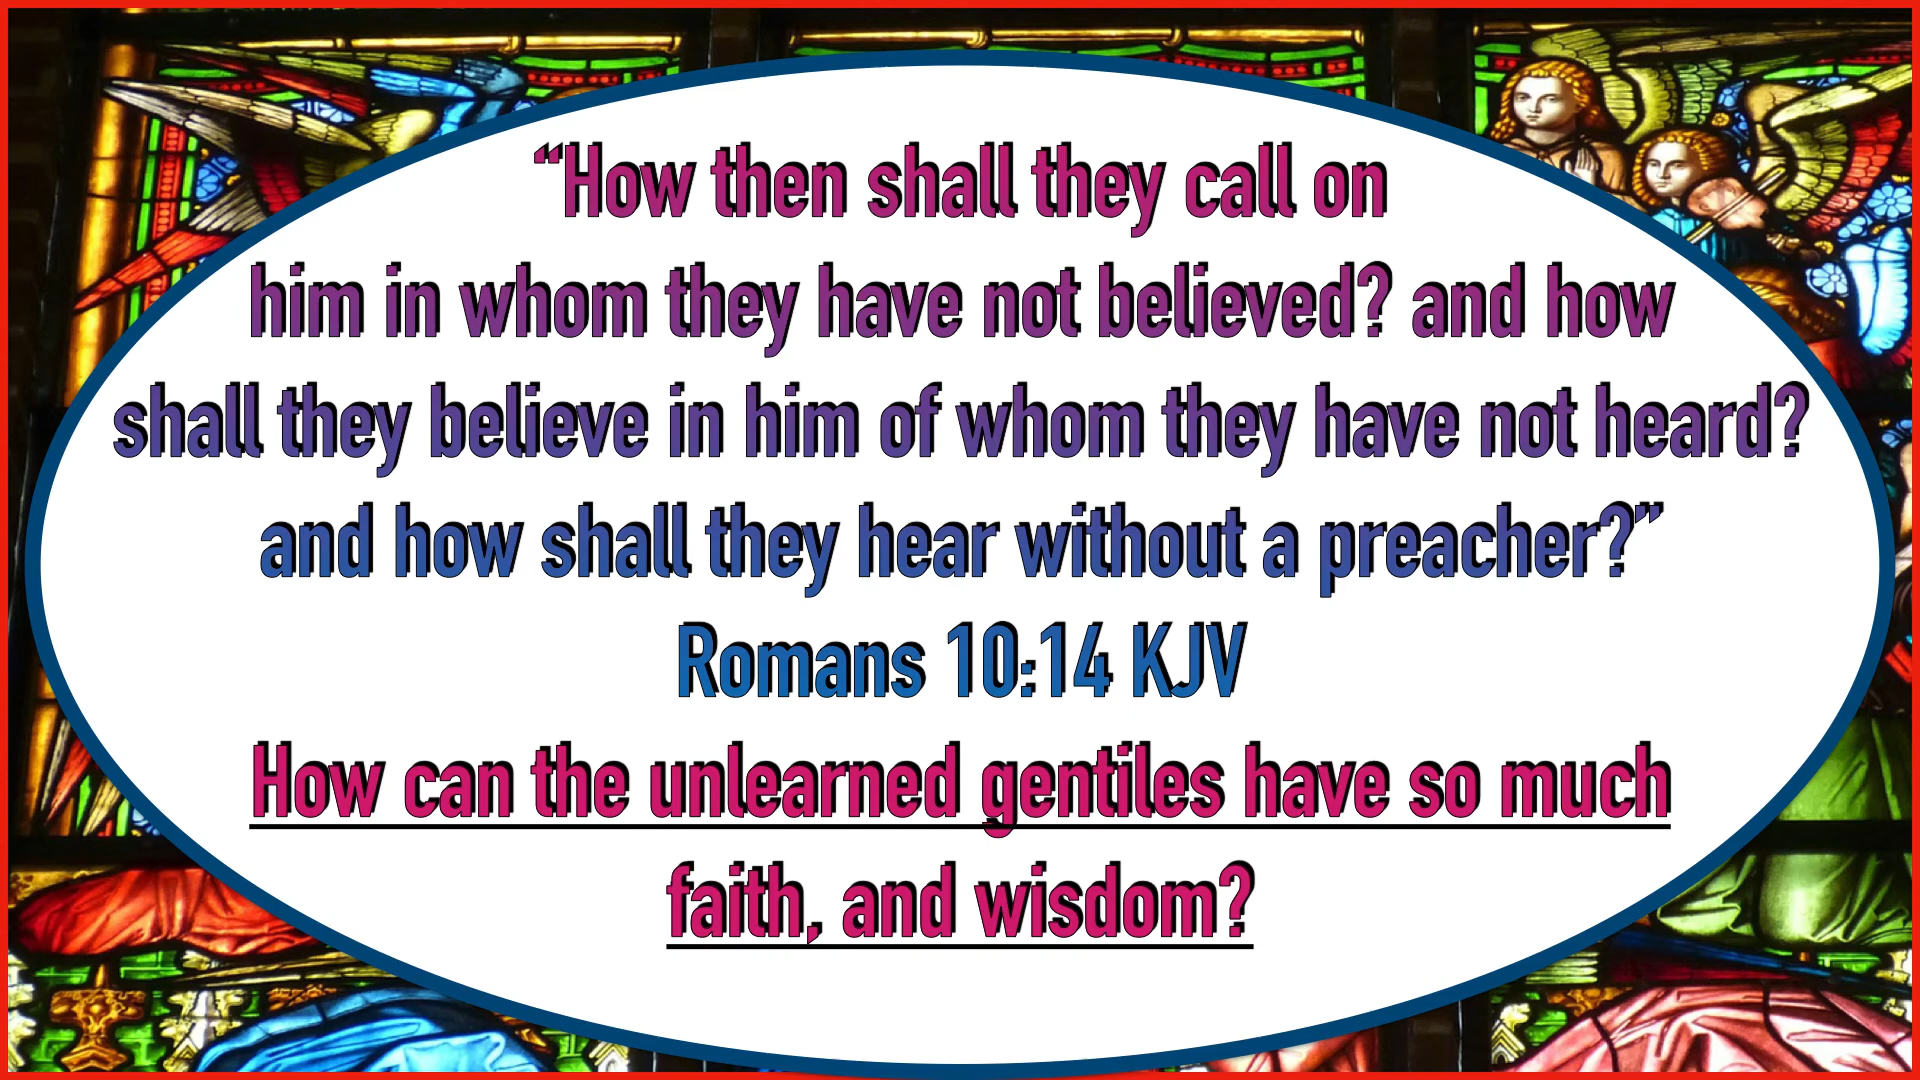 “How then shall they call on
him in whom they have not believed? and how
shall they believe in him of whom they have not heard?
and how shall they hear without a preacher?”
Romans 10:14 KJV
How can the unlearned gentiles have so much
faith, and wisdom?